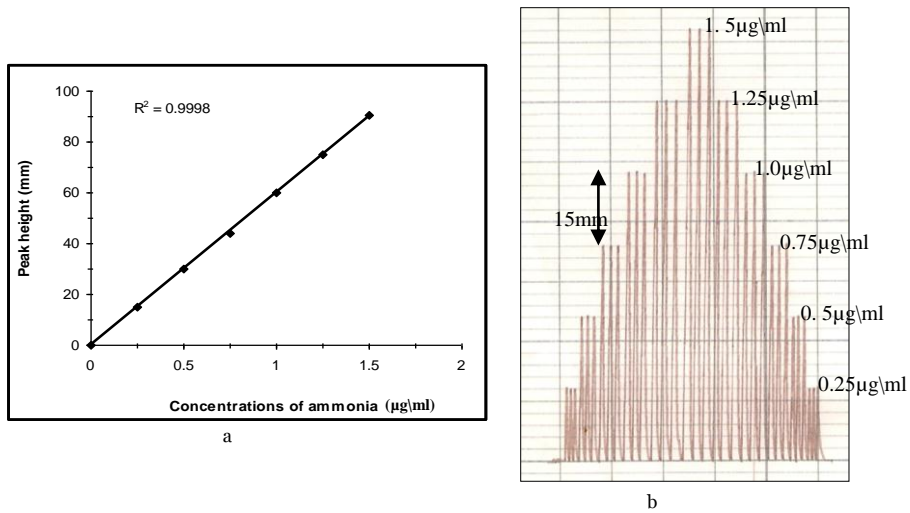 100
80
60
40
20
0
R² = 0.9998
Peak height (mm)
0
0.5
1
1.5
2
Concentrations of ammonia (µg\ml)
a
1. 5µg\ml
1.25µg\ml
1.0µg\ml
15mm
0.75µg\ml
0. 5µg\ml
0.25µg\ml
b